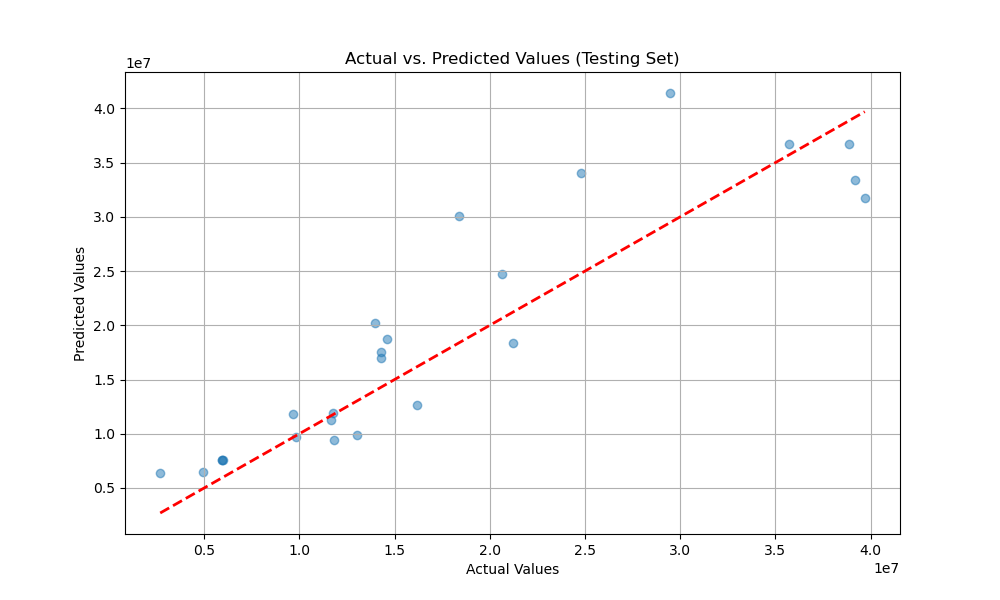 Actual vs. Predicted Values (Testing Set)
1e7
4.0
3.5
3.0
2.5
2.0
1.5
1.0
0.5
Predicted Values
0.5 1.0 1.5 2.0 2.5 3.0 3.5 4.0
1e7
Actual Values